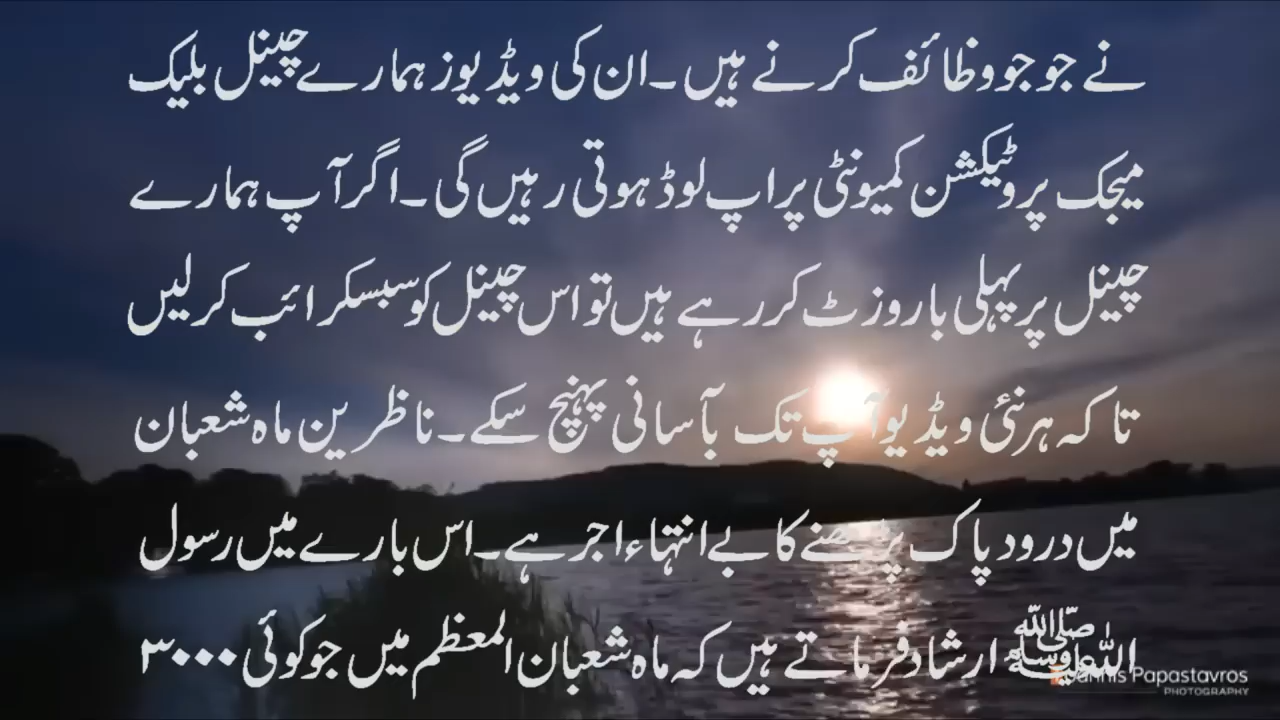 نے جو جو وظائف کرنے ہیں۔ ان کی ویڈیوز ہمارے چینل بلیک
میجک پروٹیکشن کمیونٹی پر اپ لوڈ ہوتی رہیں گی۔ اگر آپ ہمارے
چینل پر پہلی بار وزٹ کر رہے ہیں تو اس چینل کو سبسکرائب کر لیں
تاکہ ہر نئی ویڈیو آپ تک بآسانی پہنچ سکے۔ ناظرین ماہ شعبان
میں درود پاک پڑھنے کا بے انتہاء اجر ہے۔ اس بارے میں رسول
اللہ ﷺ ارشاد فرماتے ہیں کہ ماہ شعبان المعظم میں جو کوئی ۳۰۰۰
Papastavros
PHOTOGRAPHY